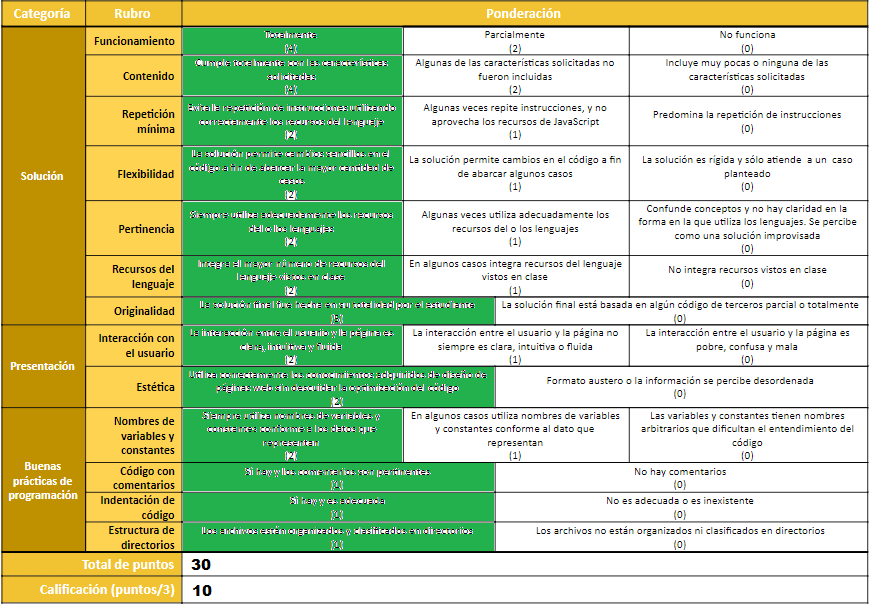 Categoría Rubro Ponderación
Solución
Funcionamiento
Totalmente
(4)
Parcialmente
(2)
No funciona
(0)
Contenido
Cumple totalmente con las características
solicitadas
(4)
Algunas de las características solicitadas no
fueron incluidas
(2)
Incluye muy pocas o ninguna de las
características solicitadas
(0)
Repetición
mínima
Evita la repetición de instrucciones utilizando
correctamente los recursos del lenguaje
(2)
Algunas veces repite instrucciones, y no
aprovecha los recursos de JavaScript
(1)
Predomina la repetición de instrucciones
(0)
Flexibilidad
La solución permite cambios sencillos en el
código a fin de abarcar la mayor cantidad de
casos
(2)
La solución permite cambios en el código a fin
de abarcar algunos casos
(1)
La solución es rígida y sólo atiende a un caso
planteado
(0)
Pertinencia
Siempre utiliza adecuadamente los recursos
del o los lenguajes
(2)
Algunas veces utiliza adecuadamente los
recursos del o los lenguajes
(1)
Confunde conceptos y no hay claridad en la
forma en la que utiliza los lenguajes. Se percibe
como una solución improvisada
(0)
Recursos del
lenguaje
Integra el mayor número de recursos del
lenguaje vistos en clase
(2)
En algunos casos integra recursos del lenguaje
vistos en clase
(1)
No integra recursos vistos en clase
(0)
Originalidad
La solución final fue hecha en su totalidad por el estudiante
(5)
La solución final está basada en algún código de terceros parcial o totalmente
(0)
Presentación
Interacción con
el usuario
La interacción entre el usuario y la página es
clara, intuitiva y fluida
(2)
La interacción entre el usuario y la página no
siempre es clara, intuitiva o fluida
(1)
La interacción entre el usuario y la página es
pobre, confusa y mala
(0)
Estética
Utiliza correctamente los conocimientos adquiridos de diseño de
páginas web sin descuidar la optimización del código
(2)
Formato austero o la información se percibe desordenada
(0)
Buenas
prácticas de
programación
Nombres de
variables y
constantes
Siempre utiliza nombres de variables y
constantes conforme a los datos que
representan
(2)
En algunos casos utiliza nombres de variables
y constantes conforme al dato que
representan
(1)
Las variables y constantes tienen nombres
arbitrarios que dificultan el entendimiento del
código
(0)
Código con
comentarios
Si hay y los comentarios son pertinentes
(1)
No hay comentarios
(0)
Indentación de
código
Si hay y es adecuada
(1)
No es adecuada o es inexistente
(0)
Estructura de
directorios
Los archivos están organizados y clasificados en directorios
(1)
Los archivos no están organizados ni clasificados en directorios
(0)
Total de puntos 30
Calificación (puntos/3) 10